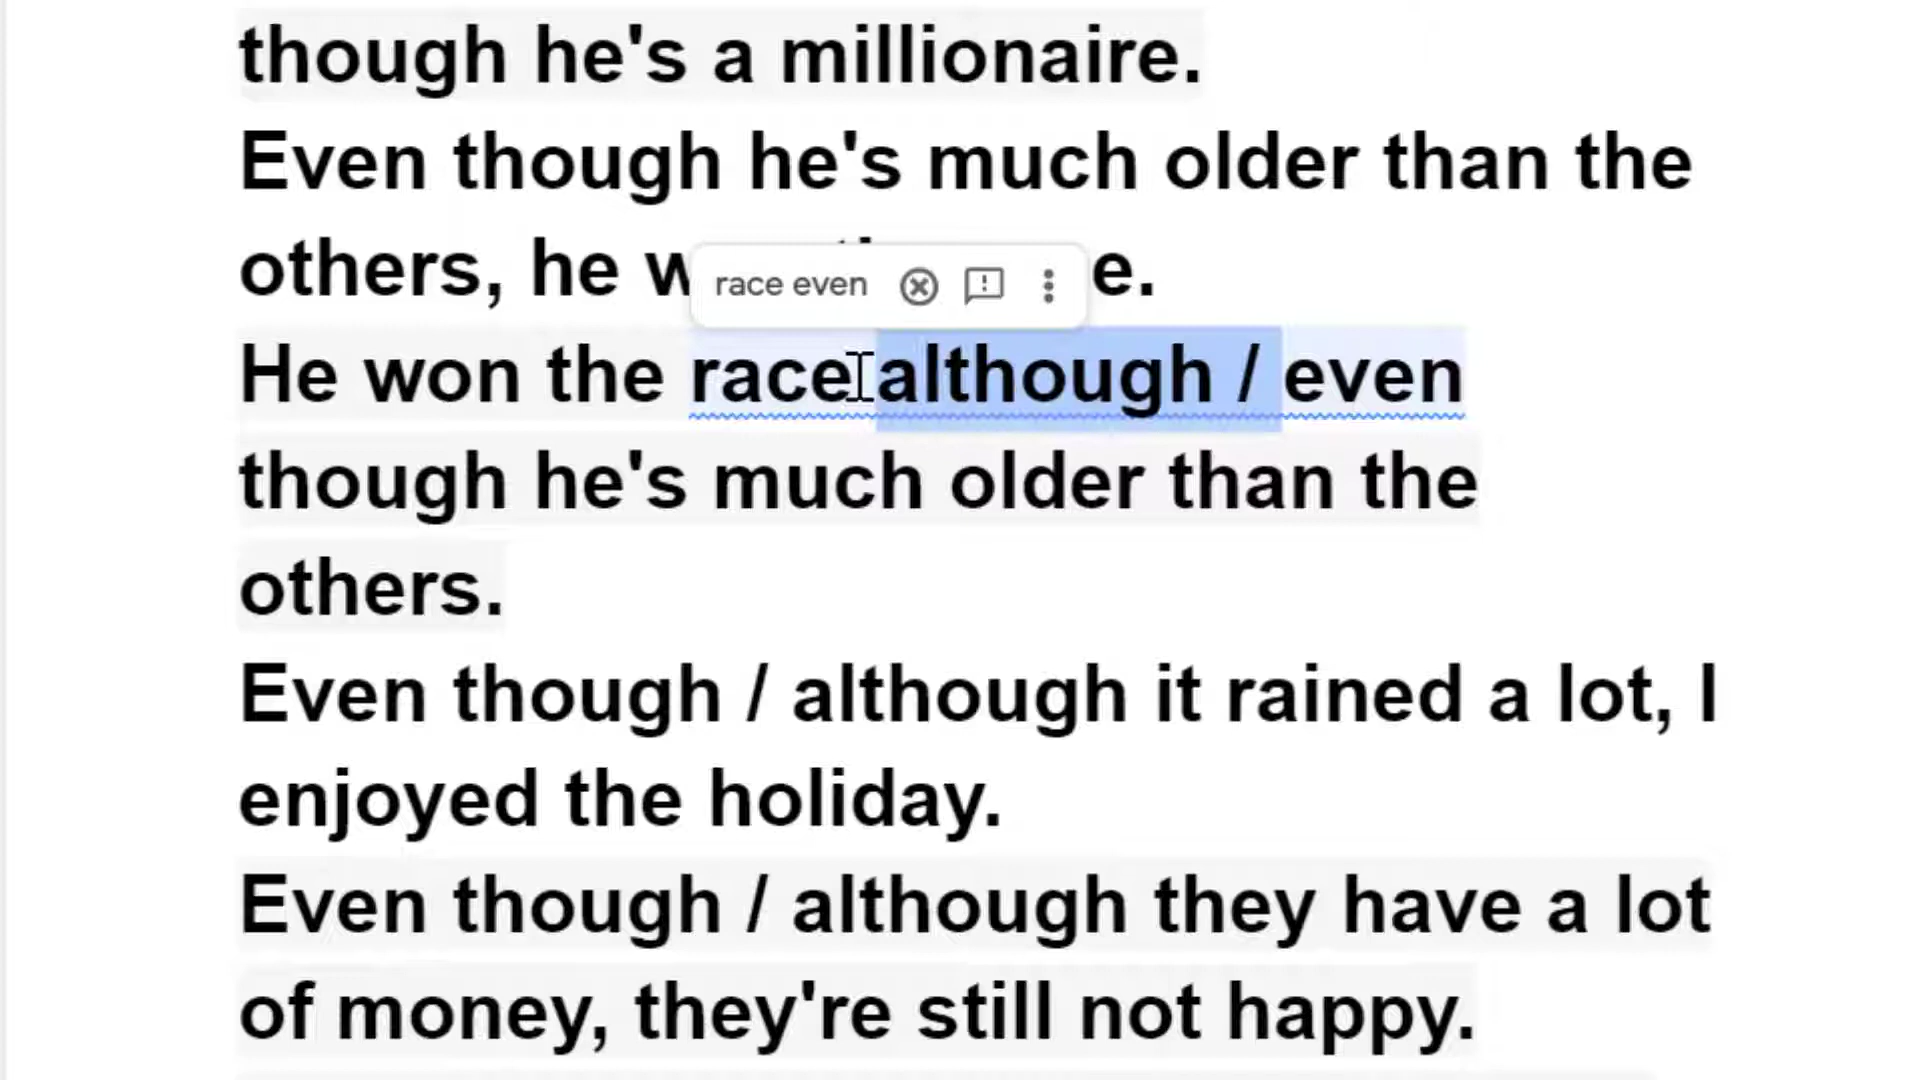 though he's a millionaire.
Even though he's much older than the
others, he e.
race even
He won the race although / even
though he's much older than the
others.
Even though / although it rained a lot, I
enjoyed the holiday.
Even though / although they have a lot
of money, they're still not happy.